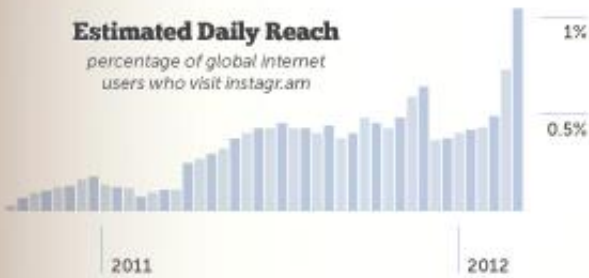 Estimated Daily Reach
percentage of global internet
users who visit instagr.am
1%
0.5%
2011
2012